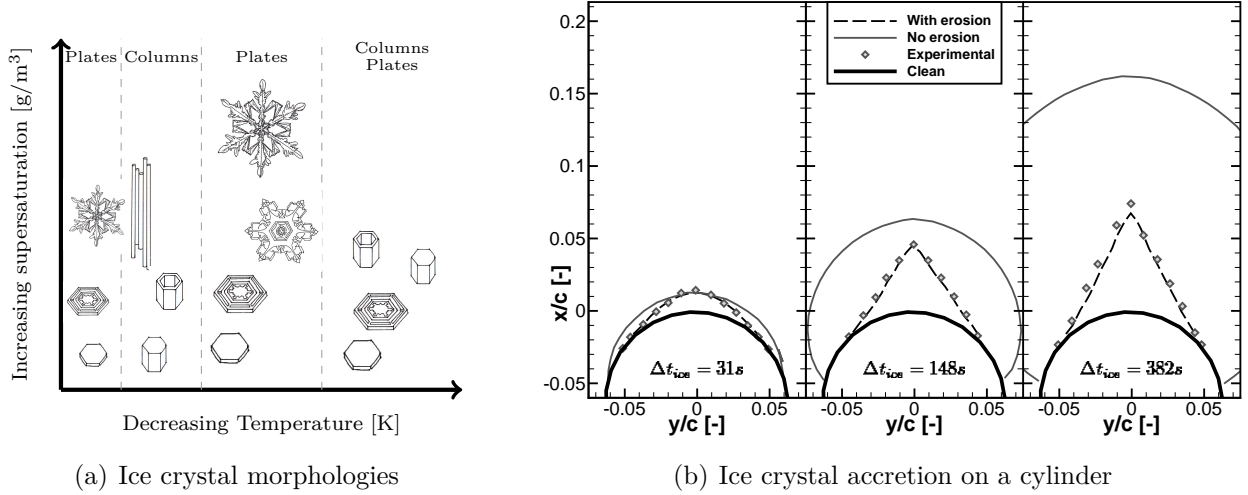 Increasing supersaturation [g/m³]
Plates
Columns
Plates
Columns
Plates
Decreasing Temperature [K]
(a) Ice crystal morphologies
With erosion
No erosion
Experimental
Clean
x/c [-]
0.2
0.15
0.1
0.05
0
-0.05
Δt_ice = 31s
Δt_ice = 148s
Δt_ice = 382s
-0.05 0 0.05
-0.05 0 0.05
-0.05 0 0.05
y/c [-]
y/c [-]
y/c [-]
(b) Ice crystal accretion on a cylinder